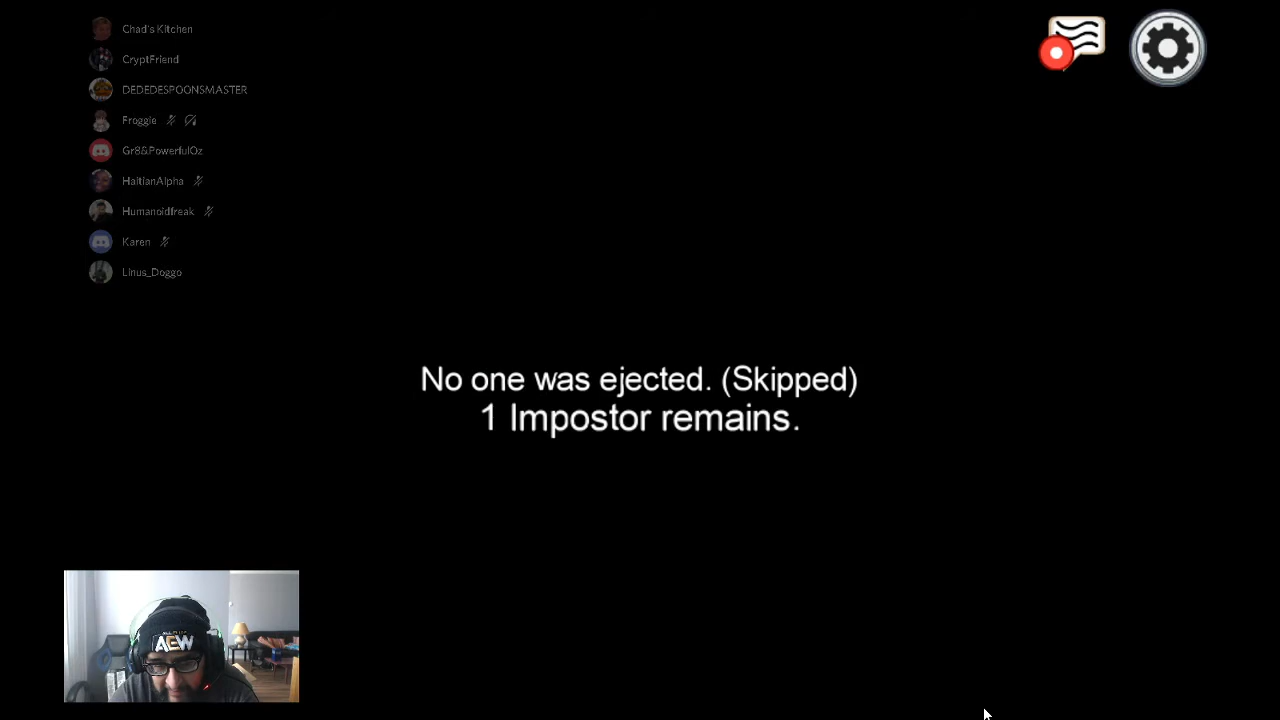 Chad's Kitchen
CryptFriend
DEDEDESPOONSMASTER
Froggie
Gr8&PowerfulOz
HaitianAlpha
Humanoidfreak
Karen
Linus_Doggo
No one was ejected. (Skipped)
1 Impostor remains.
AEW